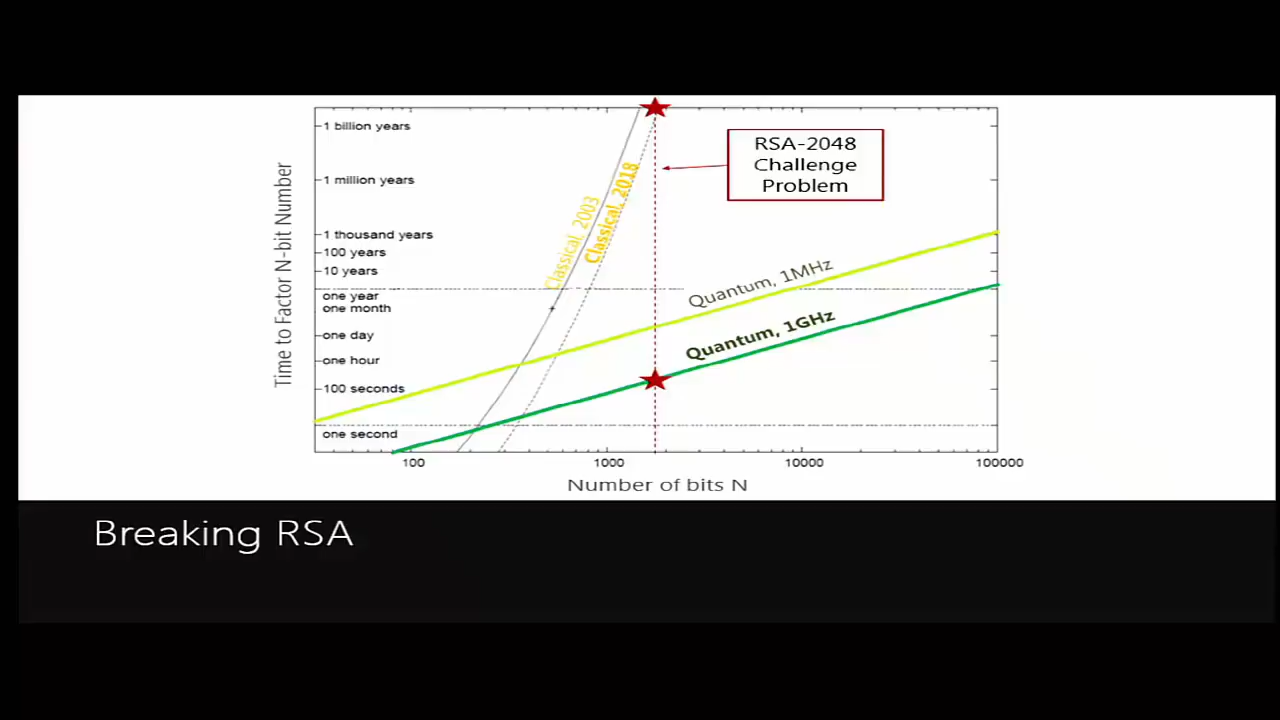 1 billion years
1 million years
1 thousand years
100 years
10 years
one year
one month
one day
one hour
100 seconds
one second
Time to Factor N-bit Number
Classical, 2003
Classical, 2018
RSA-2048
Challenge
Problem
Quantum, 1MHz
Quantum, 1GHz
100 1000 10000 100000
Number of bits N
Breaking RSA